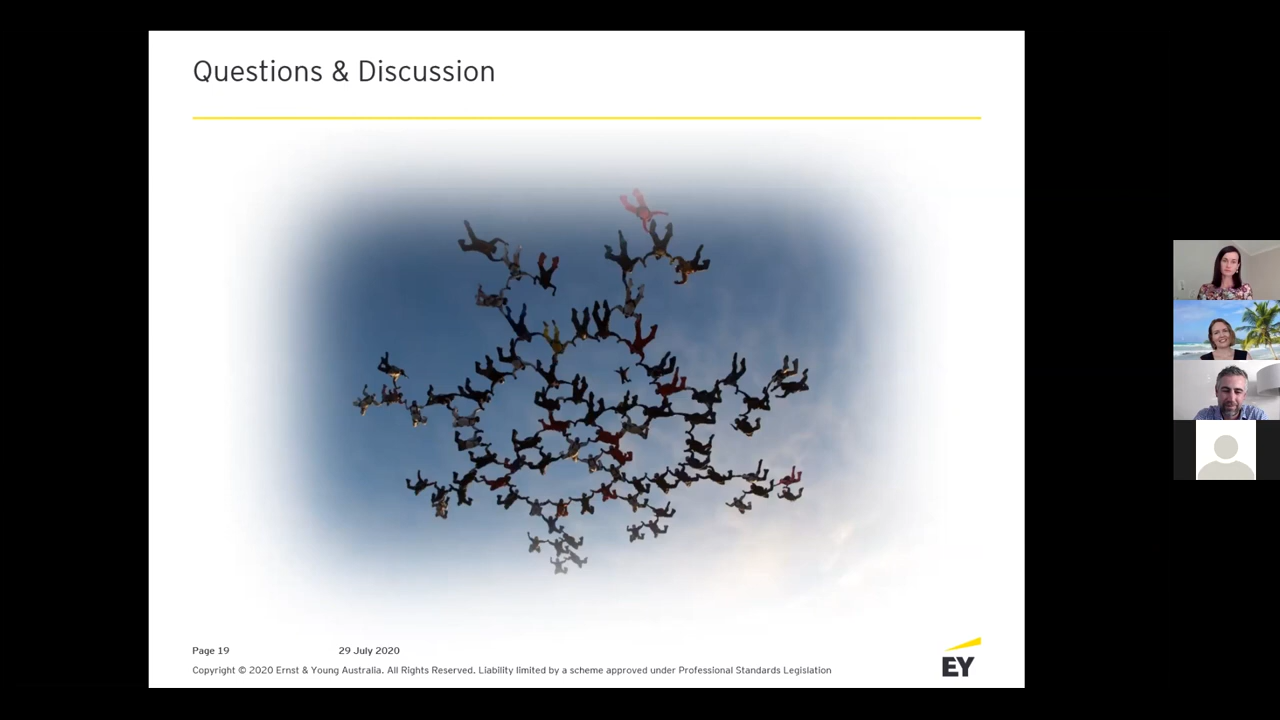 Questions & Discussion
Page 19 29 July 2020
Copyright © 2020 Ernst & Young Australia. All Rights Reserved. Liability limited by a scheme approved under Professional Standards Legislation
EY